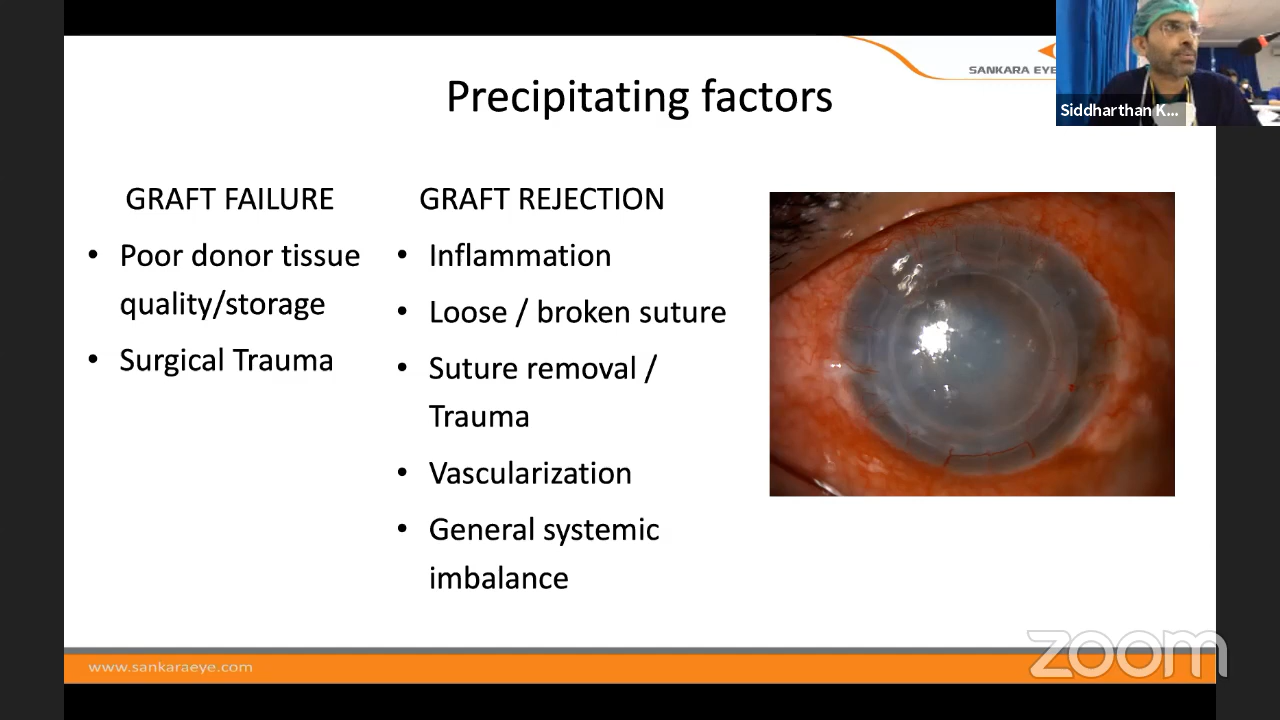 SANKARA EYE
Precipitating factors
Siddharthan K...
GRAFT FAILURE
• Poor donor tissue
quality/storage
• Surgical Trauma
GRAFT REJECTION
• Inflammation
• Loose / broken suture
• Suture removal /
Trauma
• Vascularization
• General systemic
imbalance
www.sankaraeye.com
zoom